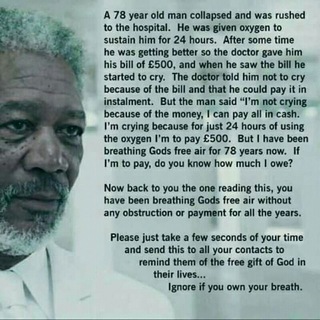 A 78 year old man collapsed and was rushed
to the hospital.  He was given oxygen to
sustain him for 24 hours.  After some time
he was getting better so the doctor gave him
his bill of £500, and when he saw the bill he
started to cry.  The doctor told him not to cry
because of the bill and that he could pay it in
instalment.  But the man said "I'm not crying
because of the money, I can pay all in cash.
I'm crying because for just 24 hours of using
the oxygen I'm to pay £500.  But I have been
breathing Gods free air for 78 years now.  If
I'm to pay, do you know how much I owe?
Now back to you the one reading this, you
have been breathing Gods free air without
any obstruction or payment for all the years.
Please just take a few seconds of your time
and send this to all your contacts to
remind them of the free gift of God in
their lives...
Ignore if you own your breath.